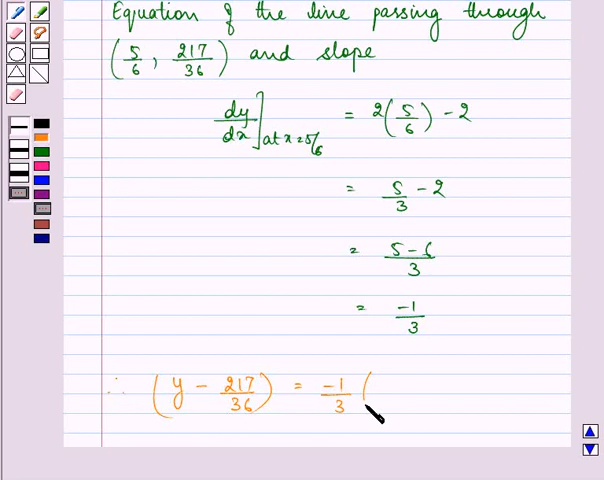 Equation of the line passing through
(5/6, 217/36) and slope
dy/dx]at x=5/6 = 2(5/6) - 2
= 5/3 - 2
= 5-6/3
= -1/3
∴ (y - 217/36) = -1/3 (